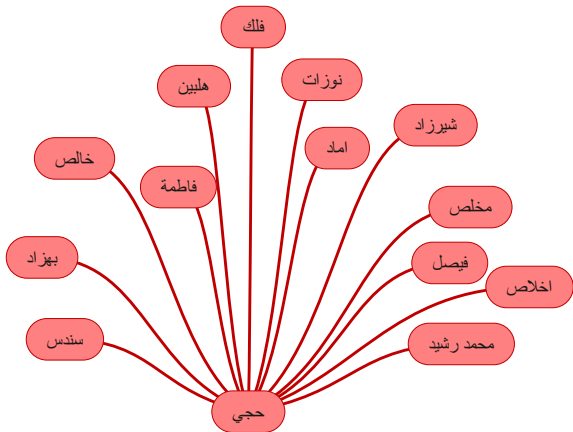 فلك
نوزات
هلبين
شيرزاد
اماد
خالص
فاطمة
مخلص
فيصل
بهزاد
اخلاص
محمد رشيد
سندس
حجي